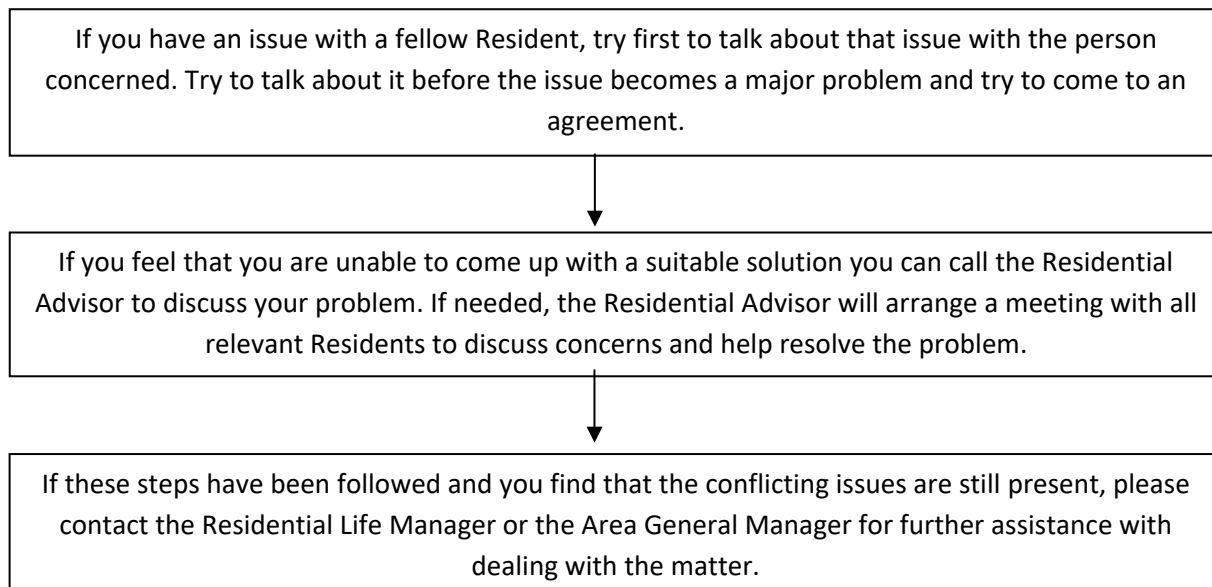 If you have an issue with a fellow Resident, try first to talk about that issue with the person
concerned. Try to talk about it before the issue becomes a major problem and try to come to an
agreement.
If you feel that you are unable to come up with a suitable solution you can call the Residential
Advisor to discuss your problem. If needed, the Residential Advisor will arrange a meeting with all
relevant Residents to discuss concerns and help resolve the problem.
If these steps have been followed and you find that the conflicting issues are still present, please
contact the Residential Life Manager or the Area General Manager for further assistance with
dealing with the matter.